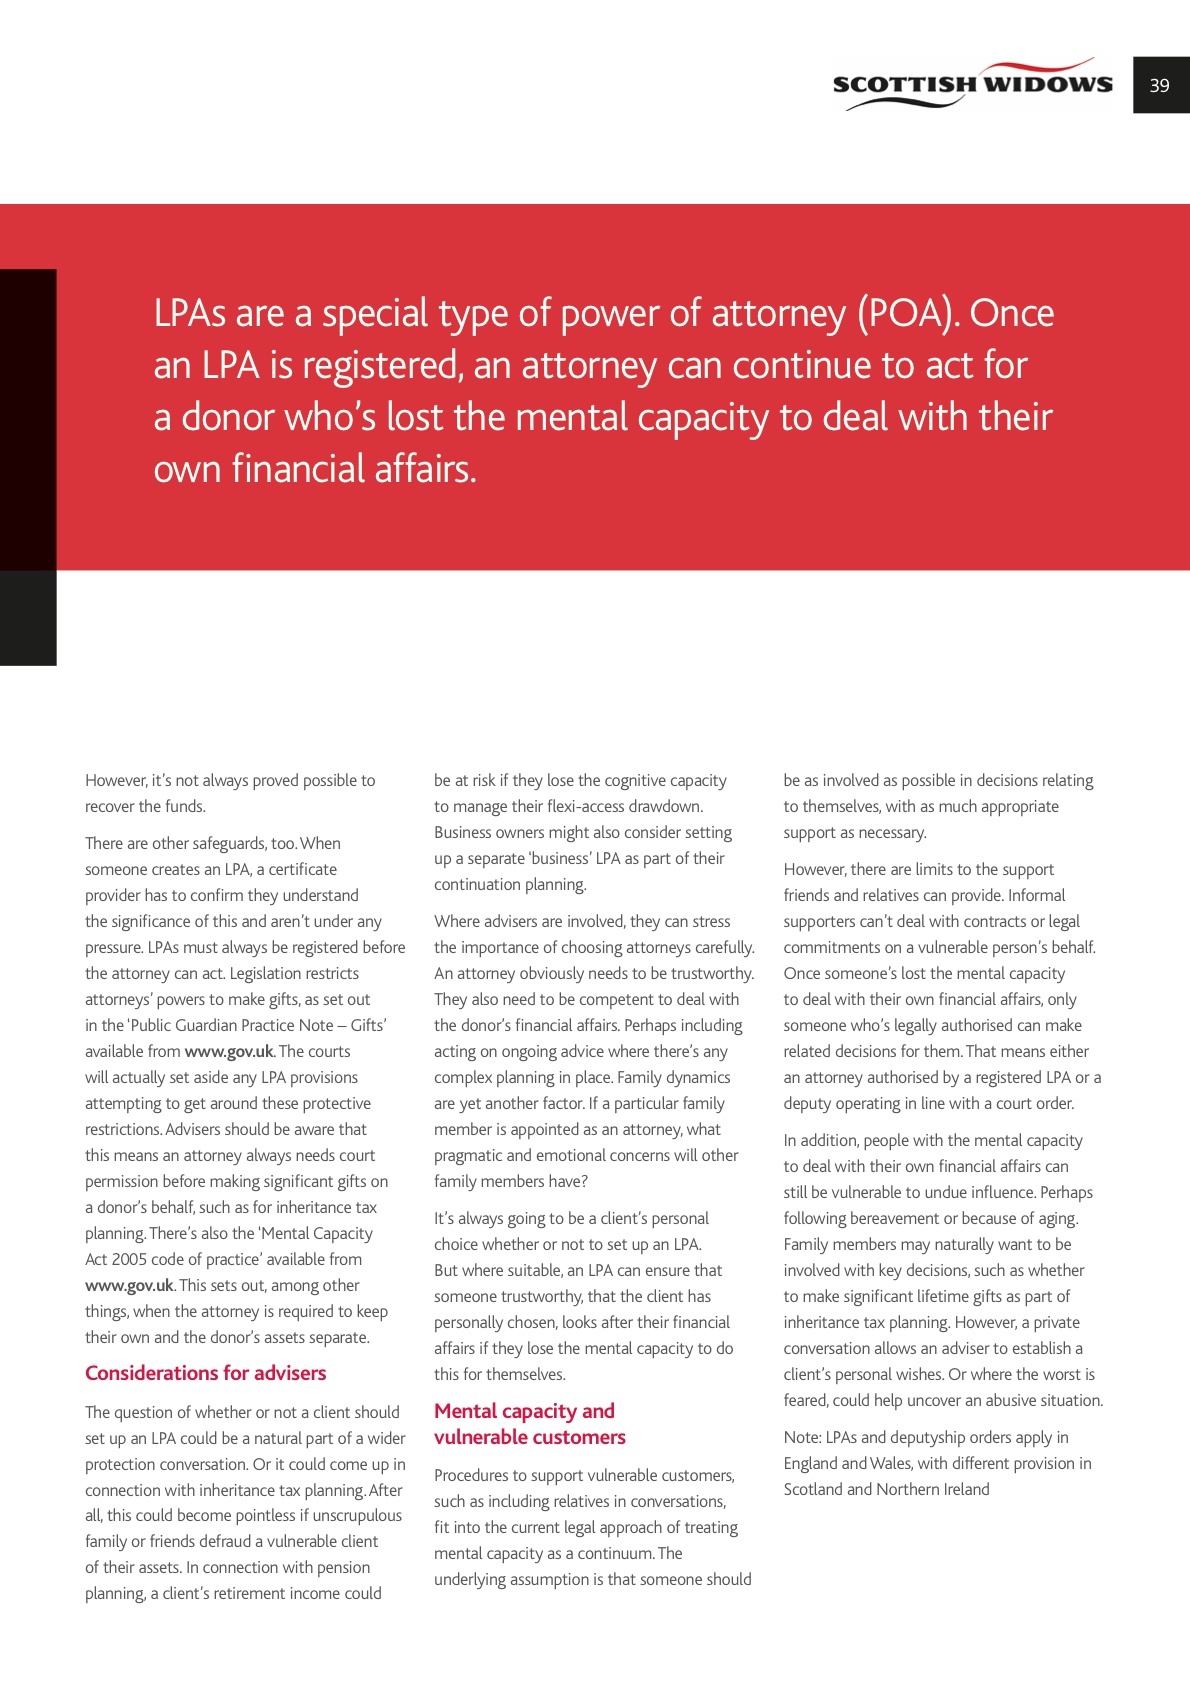 SCOTTISH WIDOWS
39
LPAs are a special type of power of attorney (POA). Once
an LPA is registered, an attorney can continue to act for
a donor who’s lost the mental capacity to deal with their
own financial affairs.
However, it’s not always proved possible to
recover the funds.
There are other safeguards, too. When
someone creates an LPA, a certificate
provider has to confirm they understand
the significance of this and aren’t under any
pressure. LPAs must always be registered before
the attorney can act. Legislation restricts
attorneys’ powers to make gifts, as set out
in the ‘Public Guardian Practice Note – Gifts’
available from www.gov.uk. The courts
will actually set aside any LPA provisions
attempting to get around these protective
restrictions. Advisers should be aware that
this means an attorney always needs court
permission before making significant gifts on
a donor’s behalf, such as for inheritance tax
planning. There’s also the ‘Mental Capacity
Act 2005 code of practice’ available from
www.gov.uk. This sets out, among other
things, when the attorney is required to keep
their own and the donor’s assets separate.
Considerations for advisers
The question of whether or not a client should
set up an LPA could be a natural part of a wider
protection conversation. Or it could come up in
connection with inheritance tax planning. After
all, this could become pointless if unscrupulous
family or friends defraud a vulnerable client
of their assets. In connection with pension
planning, a client’s retirement income could
be at risk if they lose the cognitive capacity
to manage their flexi-access drawdown.
Business owners might also consider setting
up a separate ‘business’ LPA as part of their
continuation planning.
Where advisers are involved, they can stress
the importance of choosing attorneys carefully.
An attorney obviously needs to be trustworthy.
They also need to be competent to deal with
the donor’s financial affairs. Perhaps including
acting on ongoing advice where there’s any
complex planning in place. Family dynamics
are yet another factor. If a particular family
member is appointed as an attorney, what
pragmatic and emotional concerns will other
family members have?
It’s always going to be a client’s personal
choice whether or not to set up an LPA.
But where suitable, an LPA can ensure that
someone trustworthy, that the client has
personally chosen, looks after their financial
affairs if they lose the mental capacity to do
this for themselves.
Mental capacity and
vulnerable customers
Procedures to support vulnerable customers,
such as including relatives in conversations,
fit into the current legal approach of treating
mental capacity as a continuum. The
underlying assumption is that someone should
be as involved as possible in decisions relating
to themselves, with as much appropriate
support as necessary.
However, there are limits to the support
friends and relatives can provide. Informal
supporters can’t deal with contracts or legal
commitments on a vulnerable person’s behalf.
Once someone’s lost the mental capacity
to deal with their own financial affairs, only
someone who’s legally authorised can make
related decisions for them. That means either
an attorney authorised by a registered LPA or a
deputy operating in line with a court order.
In addition, people with the mental capacity
to deal with their own financial affairs can
still be vulnerable to undue influence. Perhaps
following bereavement or because of aging.
Family members may naturally want to be
involved with key decisions, such as whether
to make significant lifetime gifts as part of
inheritance tax planning. However, a private
conversation allows an adviser to establish a
client’s personal wishes. Or where the worst is
feared, could help uncover an abusive situation.
Note: LPAs and deputyship orders apply in
England and Wales, with different provision in
Scotland and Northern Ireland